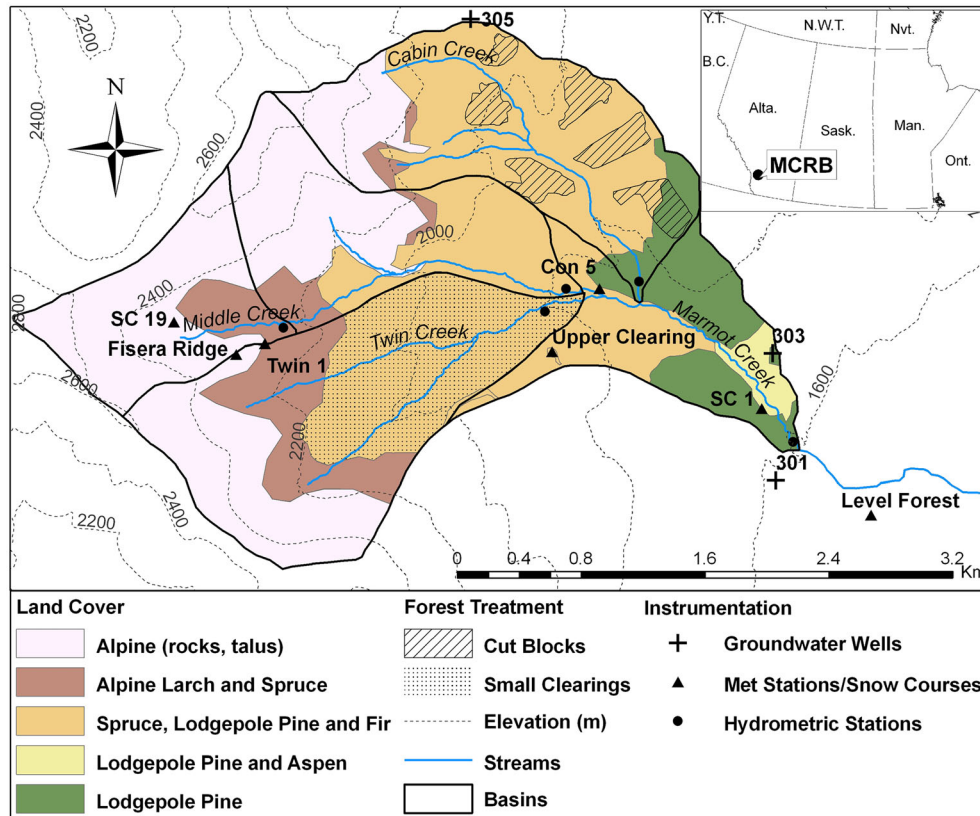 2200
2400
305
Cabin Creek
N
2600
Y.T.
N.W.T.
Nvt.
B.C.
Alta.
Sask.
Man.
Ont.
MCRB
2000
Con 5
2400
2800
SC 19
Middle Creek
Fisera Ridge
Twin 1
Twin Creek
Upper Clearing
Marmot Creek
303
SC 1
1600
2600
2200
301
2400
2200
Level Forest
0 0.4 0.8 1.6 2.4 3.2
Km
Land Cover
Alpine (rocks, talus)
Alpine Larch and Spruce
Spruce, Lodgepole Pine and Fir
Lodgepole Pine and Aspen
Lodgepole Pine
Forest Treatment
Cut Blocks
Small Clearings
Elevation (m)
Streams
Basins
Instrumentation
Groundwater Wells
Met Stations/Snow Courses
Hydrometric Stations